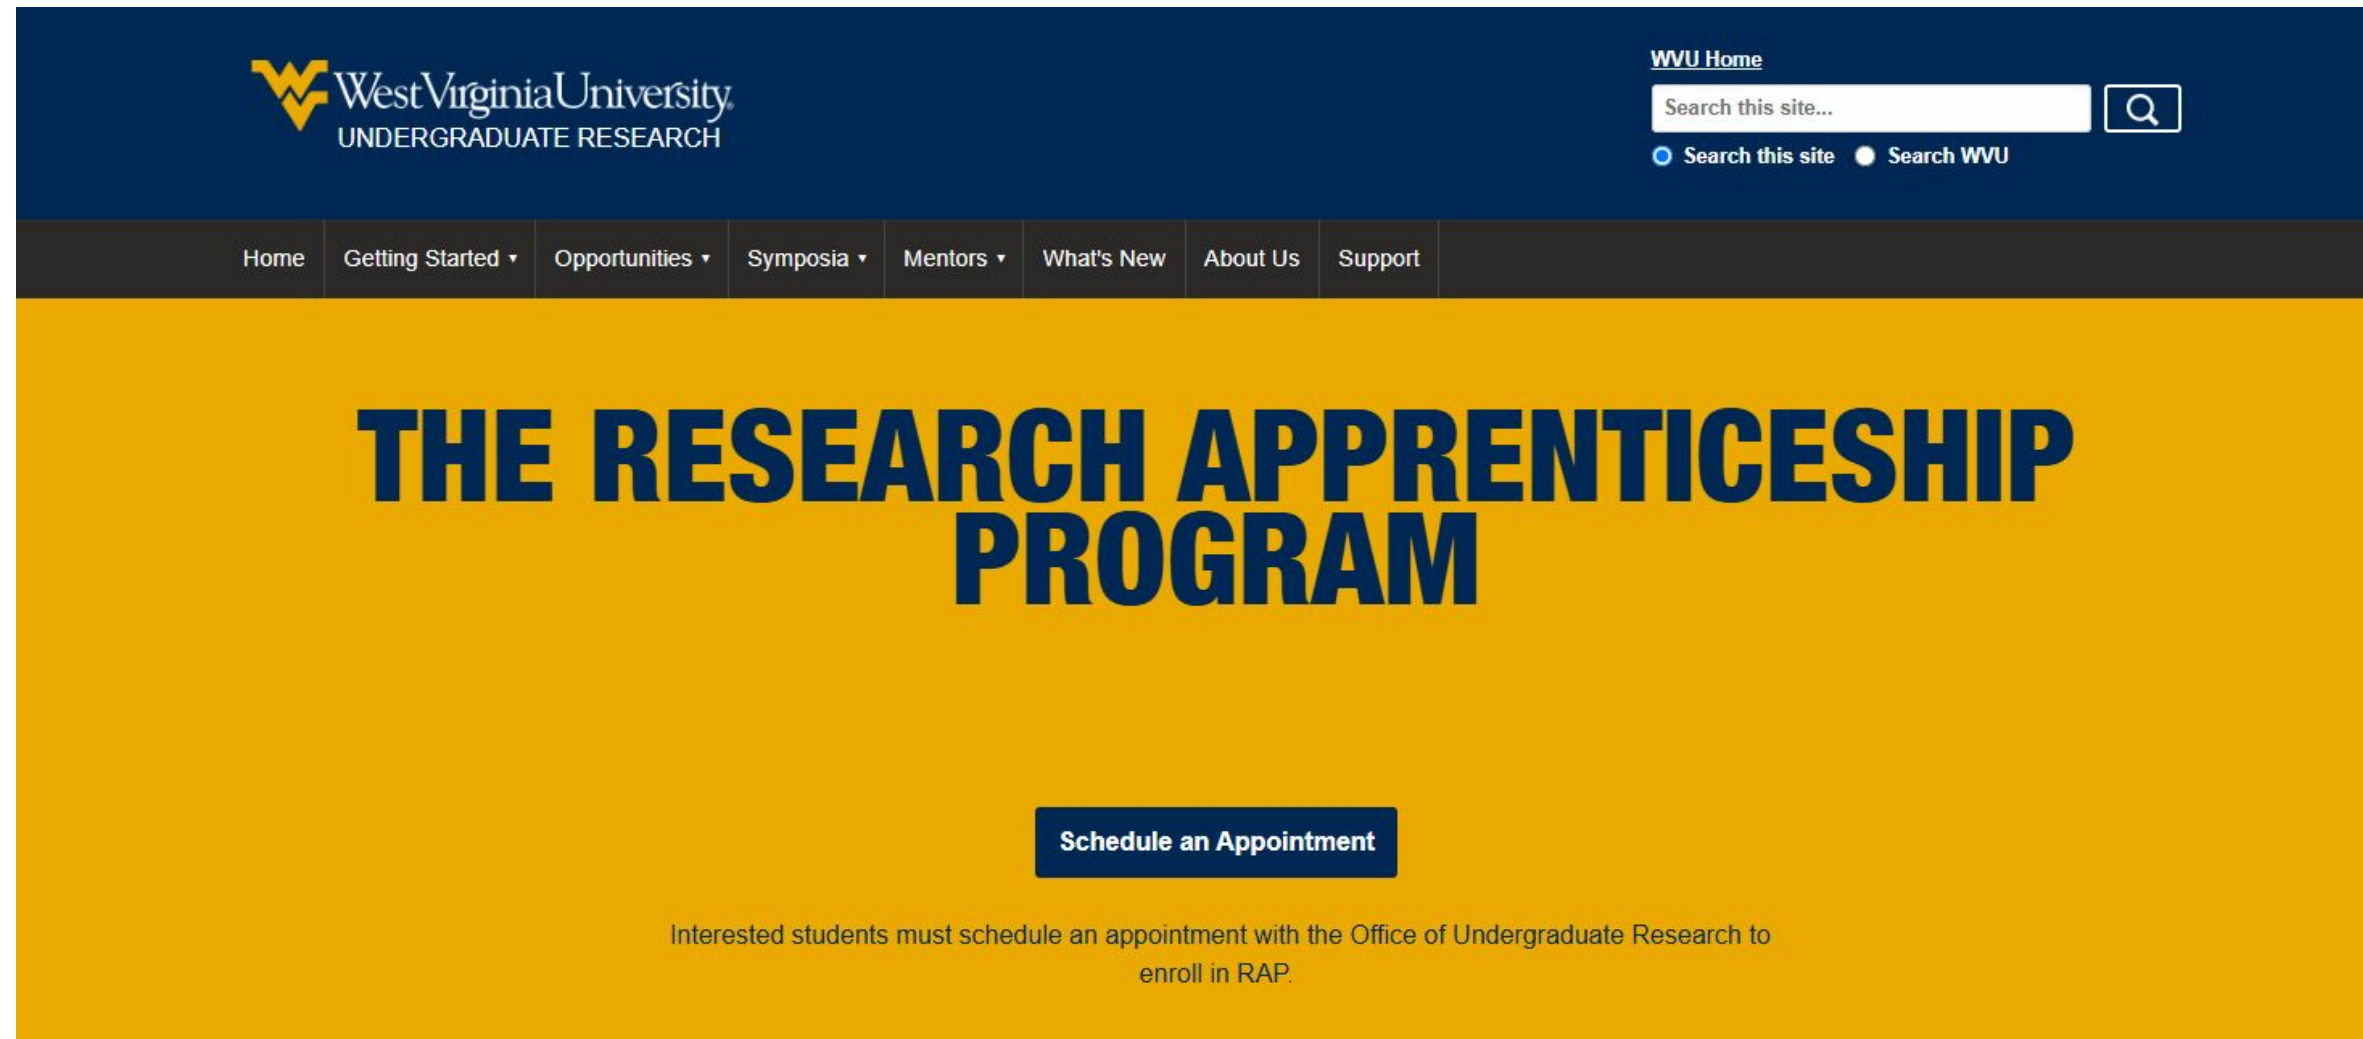 WestVirginiaUniversity®
UNDERGRADUATE RESEARCH
WVU Home
Search this site...
Search this site Search WVU
Home Getting Started ▾ Opportunities ▾ Symposia ▾ Mentors ▾ What's New About Us Support
THE RESEARCH APPRENTICESHIP
PROGRAM
Schedule an Appointment
Interested students must schedule an appointment with the Office of Undergraduate Research to
enroll in RAP.